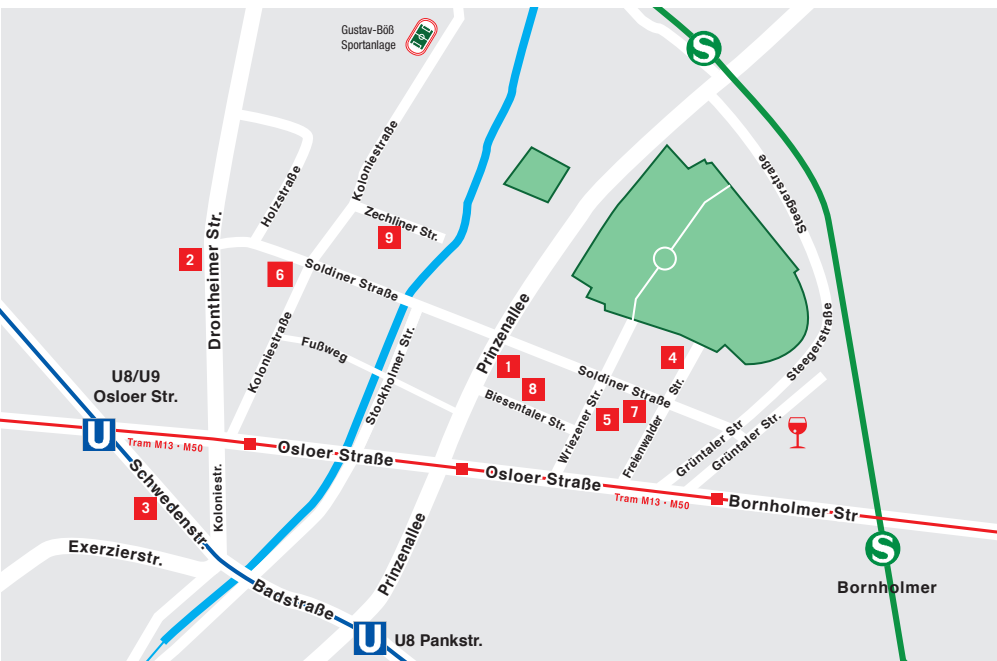 Gustav-Böß
Sportanlage
S
Koloniestraße
Holzstraße
Steegerstraße
Zechliner Str.
9
2
Drontheimer Str.
6
Soldiner Straße
Prinzenallee
Koloniestraße
Fußweg
Stockholmer Str.
1
8
Biesentaler Str.
4
Soldiner Straße
Steegerstraße
U8/U9
Osloer Str.
U
Tram M13 • M50
Osloer Straße
Wriezener Str.
5
7
Freienwalder Str.
Grüntaler Str
Grüntaler Str.
Osloer Straße
Tram M13 • M50
Bornholmer Str
3
Schwedenstr.
Koloniestr.
Exerzierstr.
Prinzenallee
S
Bornholmer
Badstraße
U
U8 Pankstr.